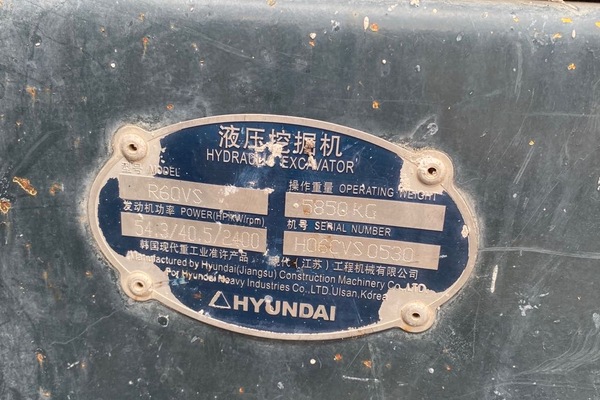 液压挖掘机
HYDRAULIC EXCAVATOR
型号 MODEL
操作重量 OPERATING WEIGHT
R60VS
5850 KG
发动机功率 POWER(HP/KW/rpm)
机号 SERIAL NUMBER
54.3/40.5/2400
韩国现代重工业准许产品
现代(江苏)工程机械有限公司
Manufactured by Hyundai(Jiangsu) Construction Machinery Co.,LTD
For Hyundai Heavy Industries Co.,LTD.Ulsan,Korea
HYUNDAI